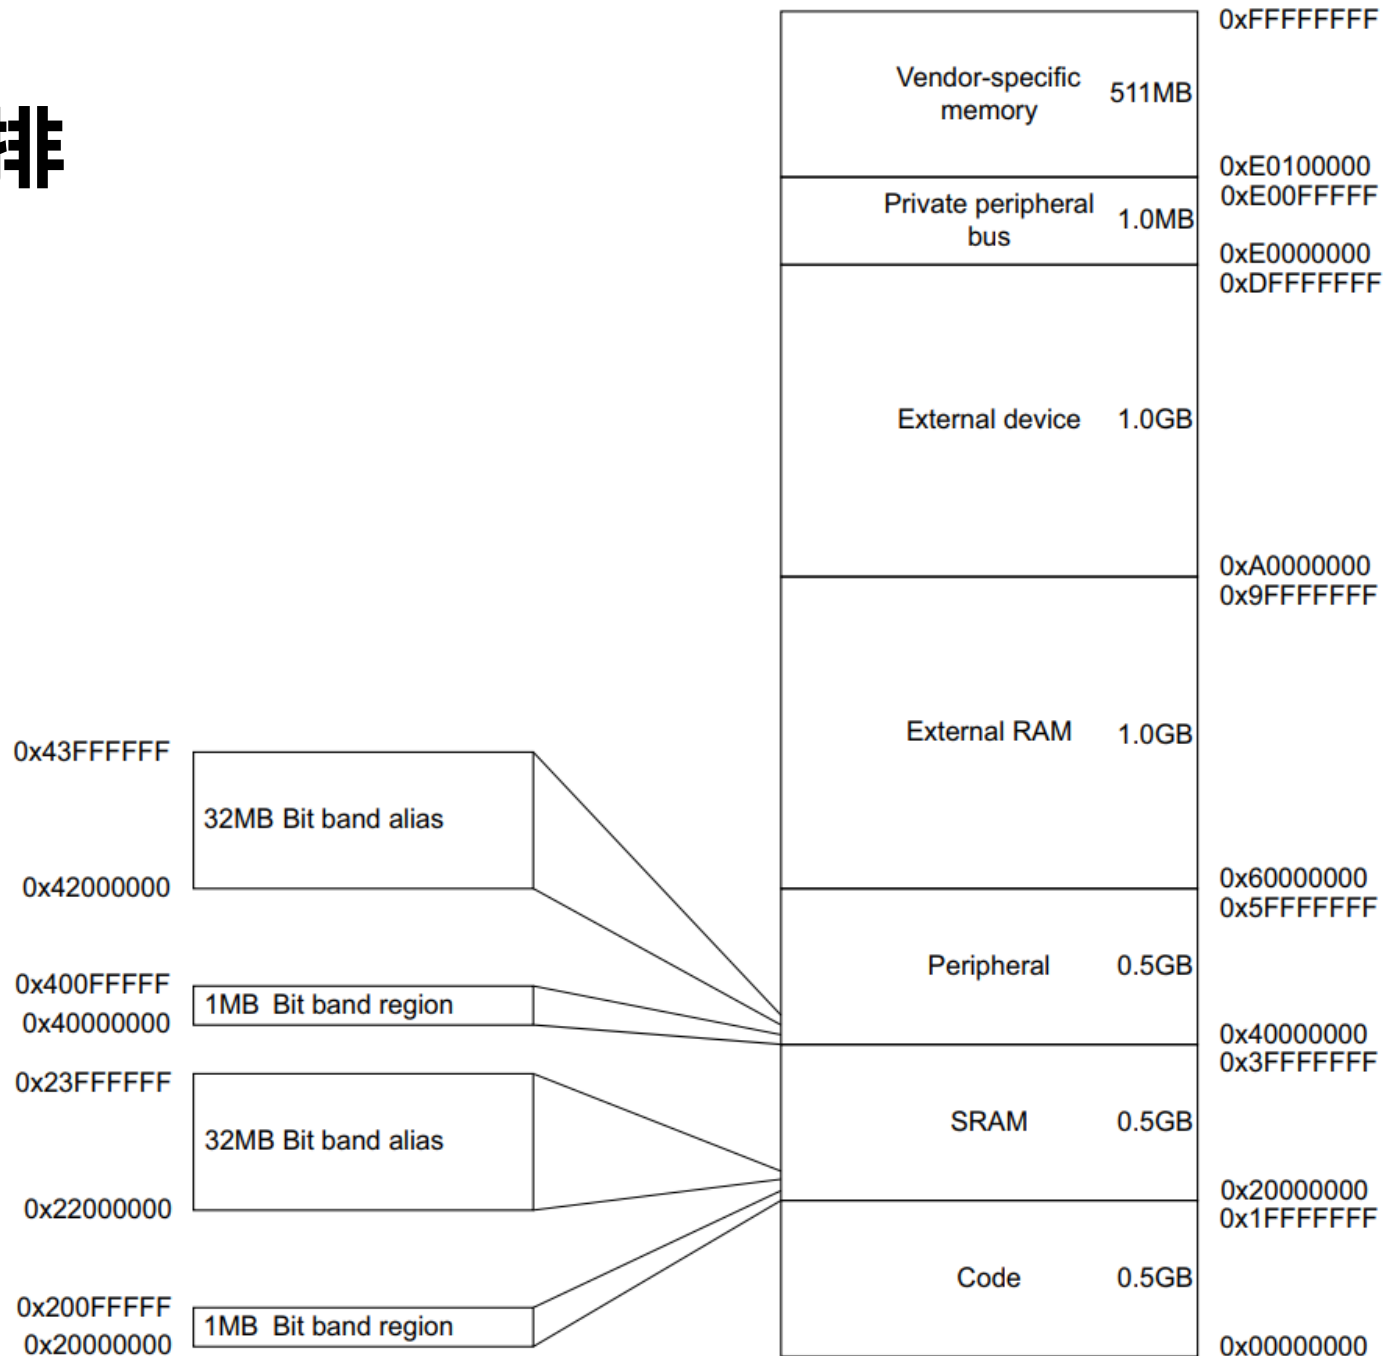 排
0xFFFFFFFF
Vendor-specific
memory
511MB
0xE0100000
0xE00FFFFF
Private peripheral
bus
1.0MB
0xE0000000
0xDFFFFFFF
External device 1.0GB
0xA0000000
0x9FFFFFFF
External RAM 1.0GB
0x60000000
0x5FFFFFFF
Peripheral 0.5GB
0x40000000
0x3FFFFFFF
SRAM 0.5GB
0x20000000
0x1FFFFFFF
Code 0.5GB
0x00000000
0x43FFFFFF
32MB Bit band alias
0x42000000
0x400FFFFF
1MB Bit band region
0x40000000
0x23FFFFFF
32MB Bit band alias
0x22000000
0x200FFFFF
1MB Bit band region
0x20000000